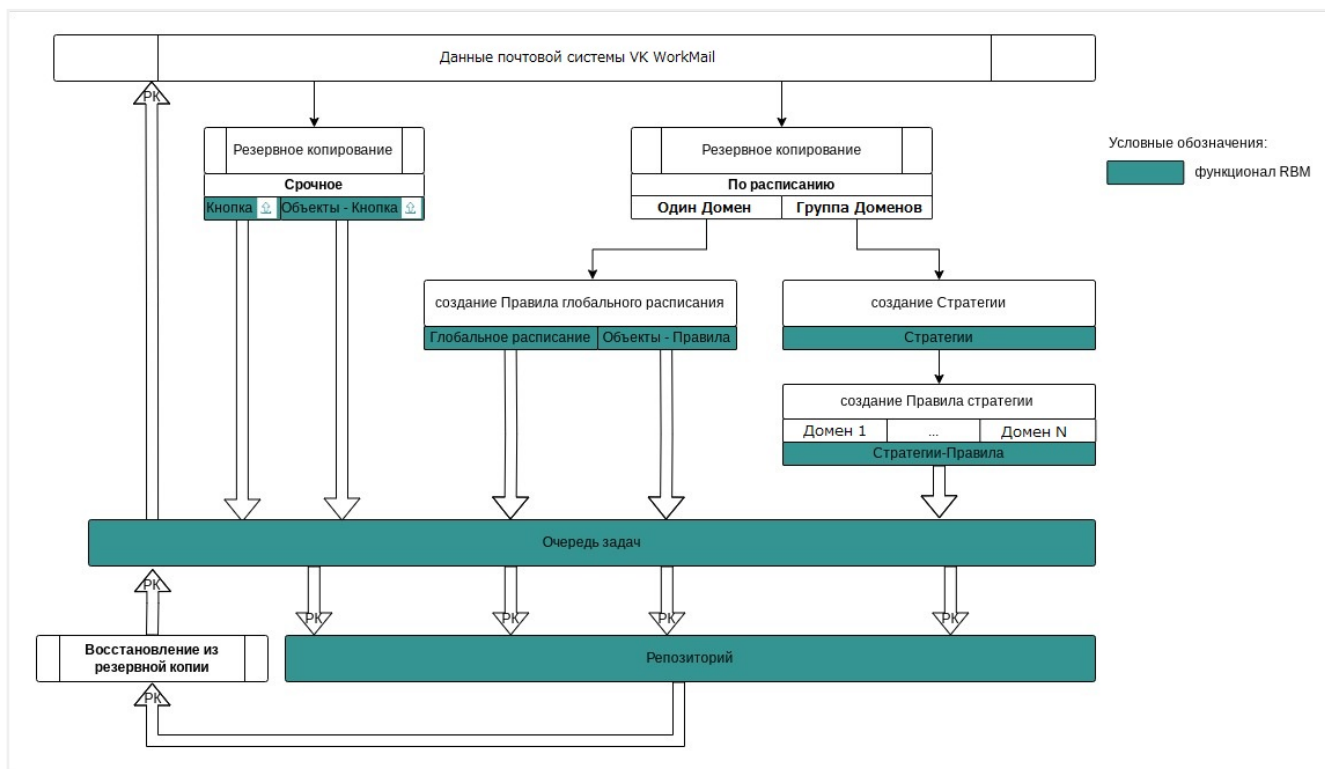 Данные почтовой системы VK WorkMail
РК
Резервное копирование
Резервное копирование
Условные обозначения:
функционал RBM
Срочное
По расписанию
Кнопка
Объекты - Кнопка
Один Домен
Группа Доменов
создание Правила глобального расписания
создание Стратегии
Глобальное расписание
Объекты - Правила
Стратегии
создание Правила стратегии
Домен 1
...
Домен N
Стратегии-Правила
Очередь задач
РК
РК
РК
РК
РК
Восстановление из
резервной копии
Репозиторий
РК